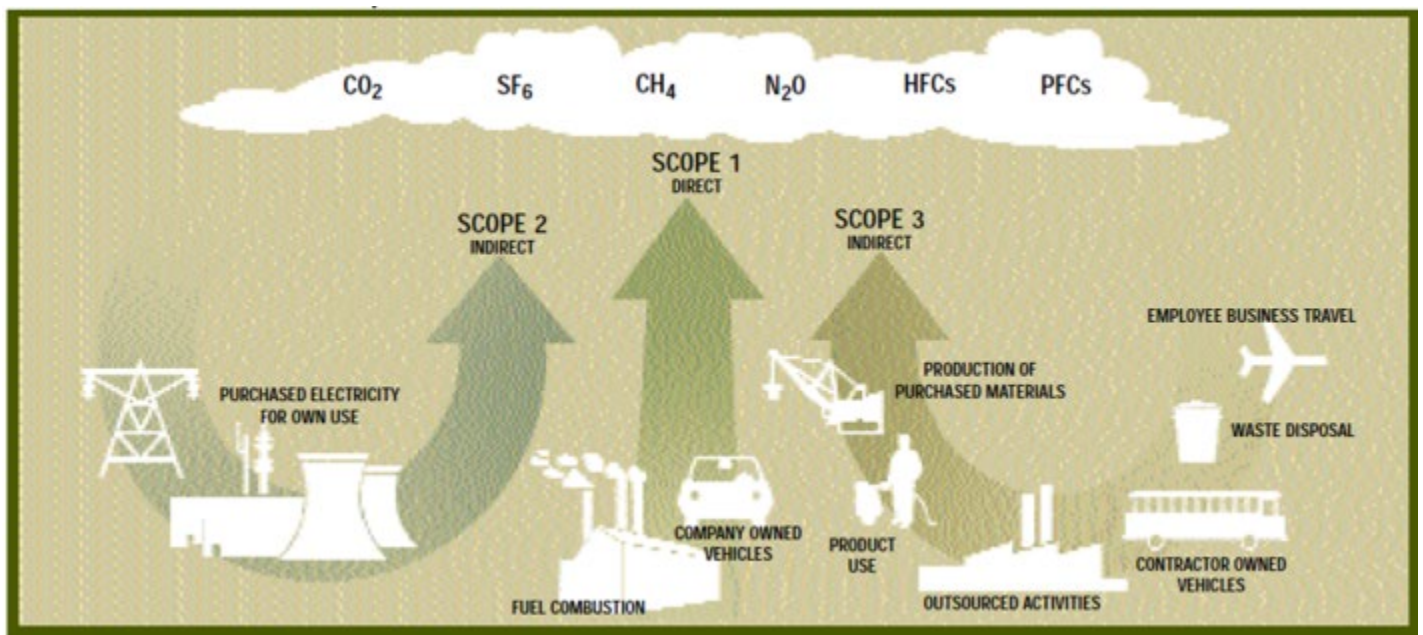 CO₂ SF₆ CH₄ N₂O HFCs PFCs
SCOPE 1
DIRECT
SCOPE 2
INDIRECT
SCOPE 3
INDIRECT
PURCHASED ELECTRICITY
FOR OWN USE
FUEL COMBUSTION
COMPANY OWNED
VEHICLES
PRODUCTION OF
PURCHASED MATERIALS
PRODUCT
USE
OUTSOURCED ACTIVITIES
EMPLOYEE BUSINESS TRAVEL
WASTE DISPOSAL
CONTRACTOR OWNED
VEHICLES